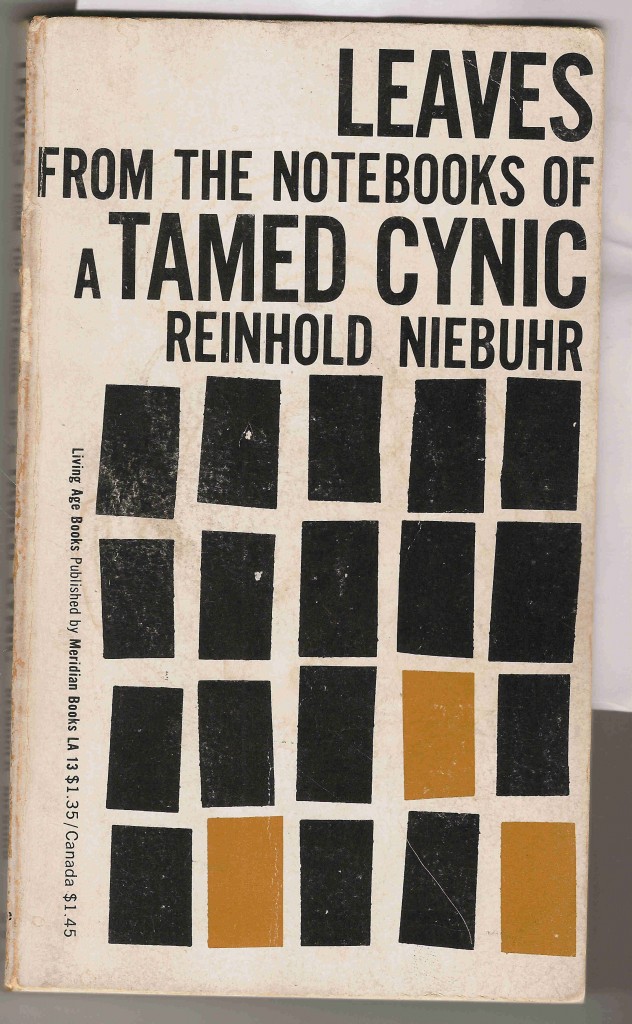 LEAVES
FROM THE NOTEBOOKS OF
A TAMED CYNIC
REINHOLD NIEBUHR
Living Age Books Published by Meridian Books LA 13 $1.35/Canada $1.45